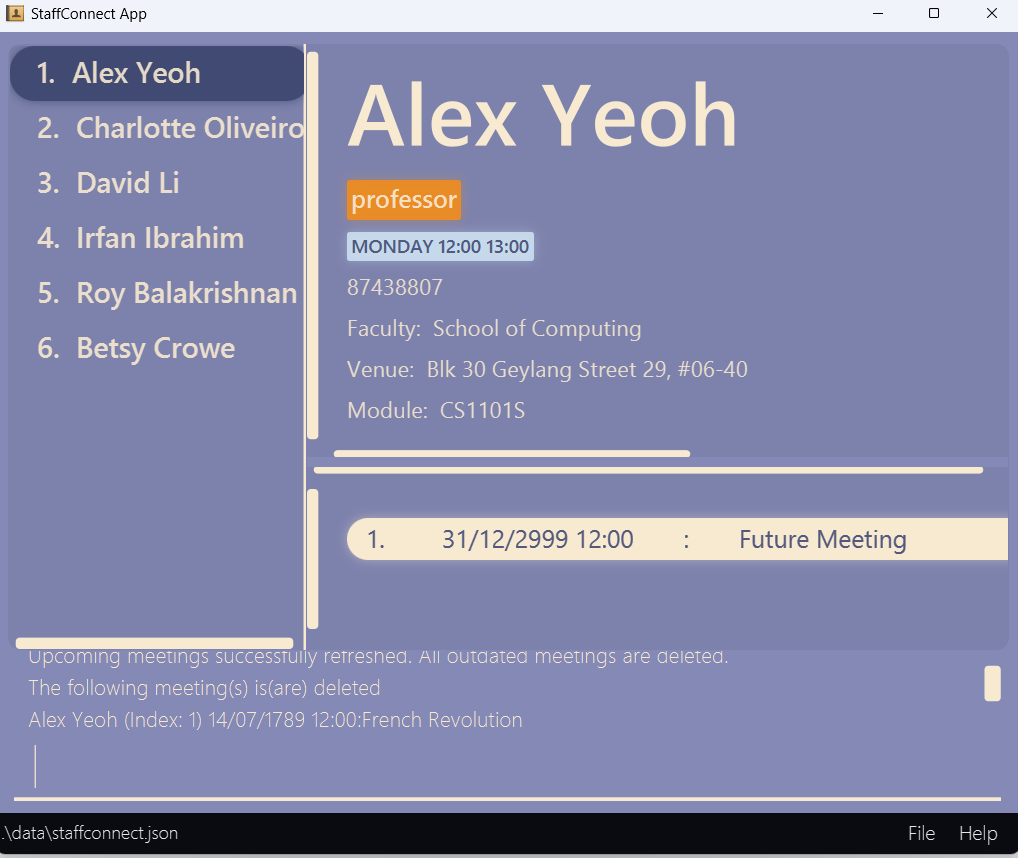 StaffConnect App
1. Alex Yeoh
2. Charlotte Oliveiro
3. David Li
4. Irfan Ibrahim
5. Roy Balakrishnan
6. Betsy Crowe
Alex Yeoh
professor
MONDAY 12:00 13:00
87438807
Faculty: School of Computing
Venue: Blk 30 Geylang Street 29, #06-40
Module: CS1101S
1. 31/12/2999 12:00 : Future Meeting
Upcoming meetings successfully refreshed. All outdated meetings are deleted.
The following meeting(s) is(are) deleted
Alex Yeoh (Index: 1) 14/07/1789 12:00:French Revolution
.\data\staffconnect.json
File Help